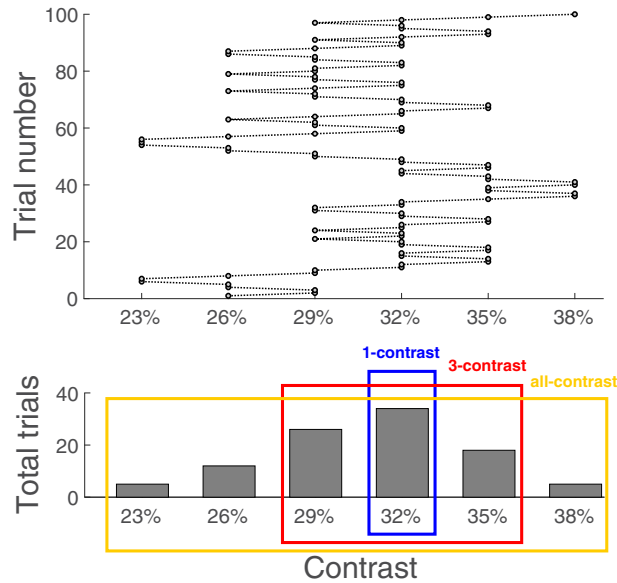 Trial number
100
80
60
40
20
0
23% 26% 29% 32% 35% 38%
1-contrast
3-contrast
all-contrast
Total trials
40
20
0
23% 26% 29% 32% 35% 38%
Contrast